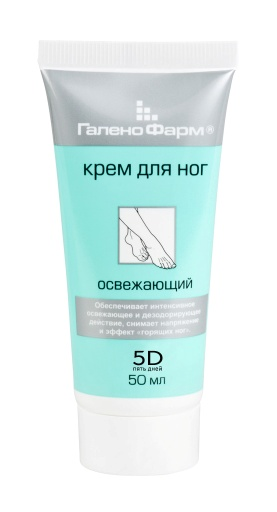 ГаленоФарм®
крем для ног
освежающий
Обеспечивает интенсивное
освежающее и дезодорирующее
действие, снимает напряжение
и эффект «горящих ног»
5D
пять дней
50 мл